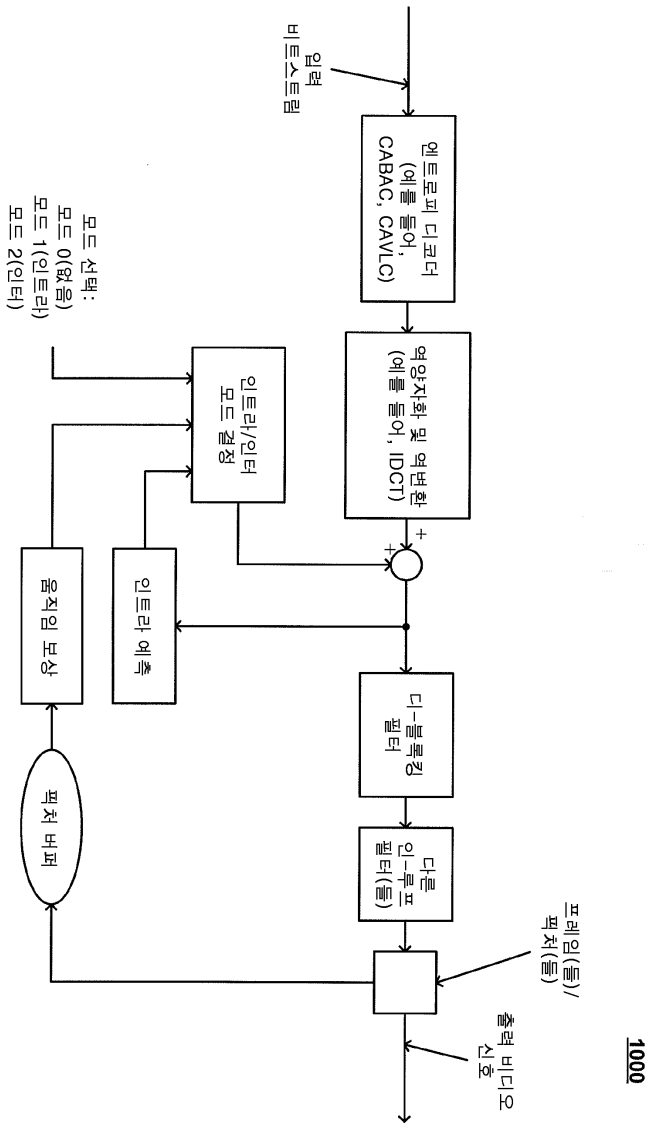 1000
입력
비트스트림
엔트로피 디코더
(예를 들어,
CABAC, CAVLC)
역양자화 및 역변환
(예를 들어, IDCT)
+
+
디-블록킹
필터
다른
인-루프
필터(들)
프레임(들)/
픽처(들)
출력 비디오
신호
인트라/인터
모드 결정
모드 선택:
모드 0(없음)
모드 1(인트라)
모드 2(인터)
인트라 예측
움직임 보상
픽처 버퍼